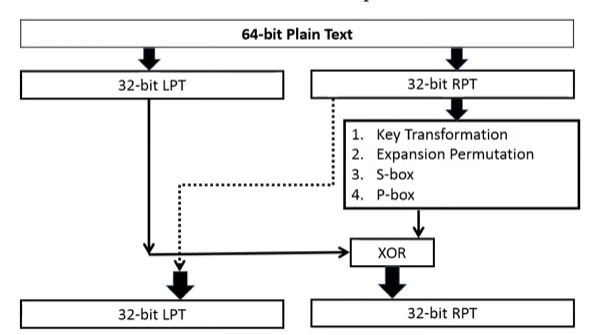 64-bit Plain Text
32-bit LPT
32-bit RPT
1. Key Transformation
2. Expansion Permutation
3. S-box
4. P-box
XOR
32-bit LPT
32-bit RPT